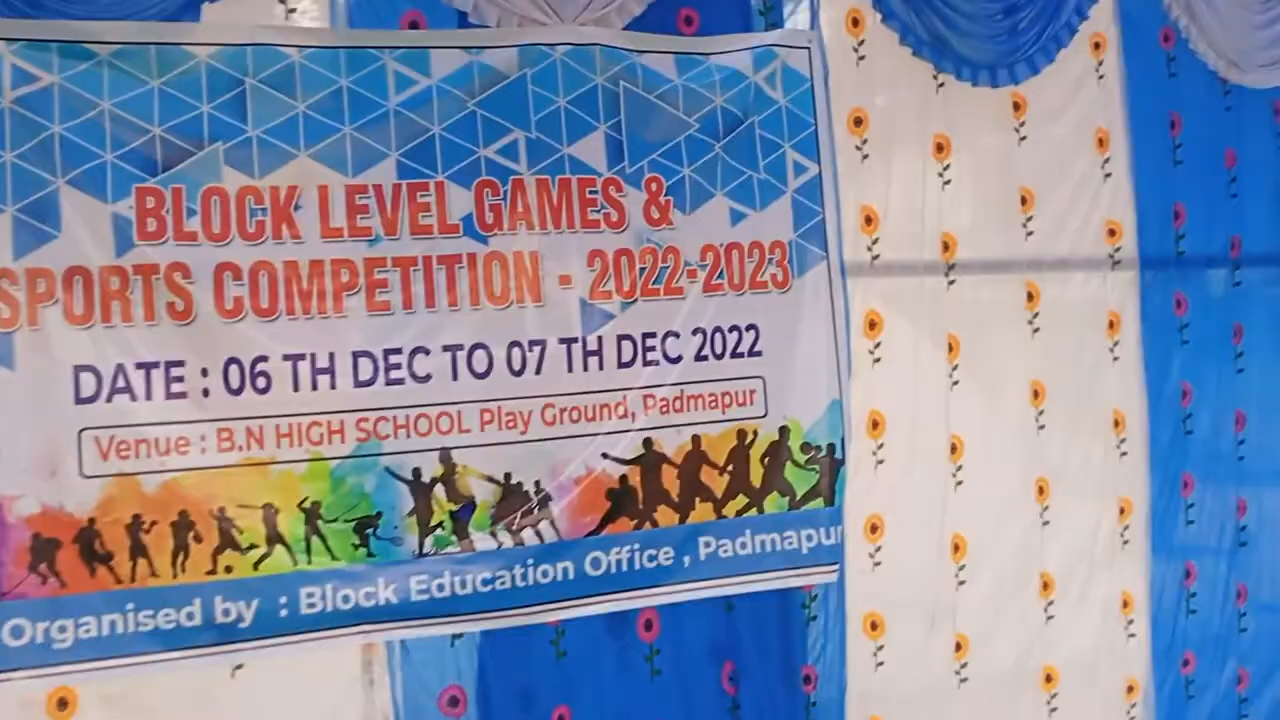 BLOCK LEVEL GAMES &
SPORTS COMPETITION - 2022-2023
DATE : 06 TH DEC TO 07 TH DEC 2022
Venue : B.N HIGH SCHOOL Play Ground, Padmapur
Organised by : Block Education Office , Padmapur